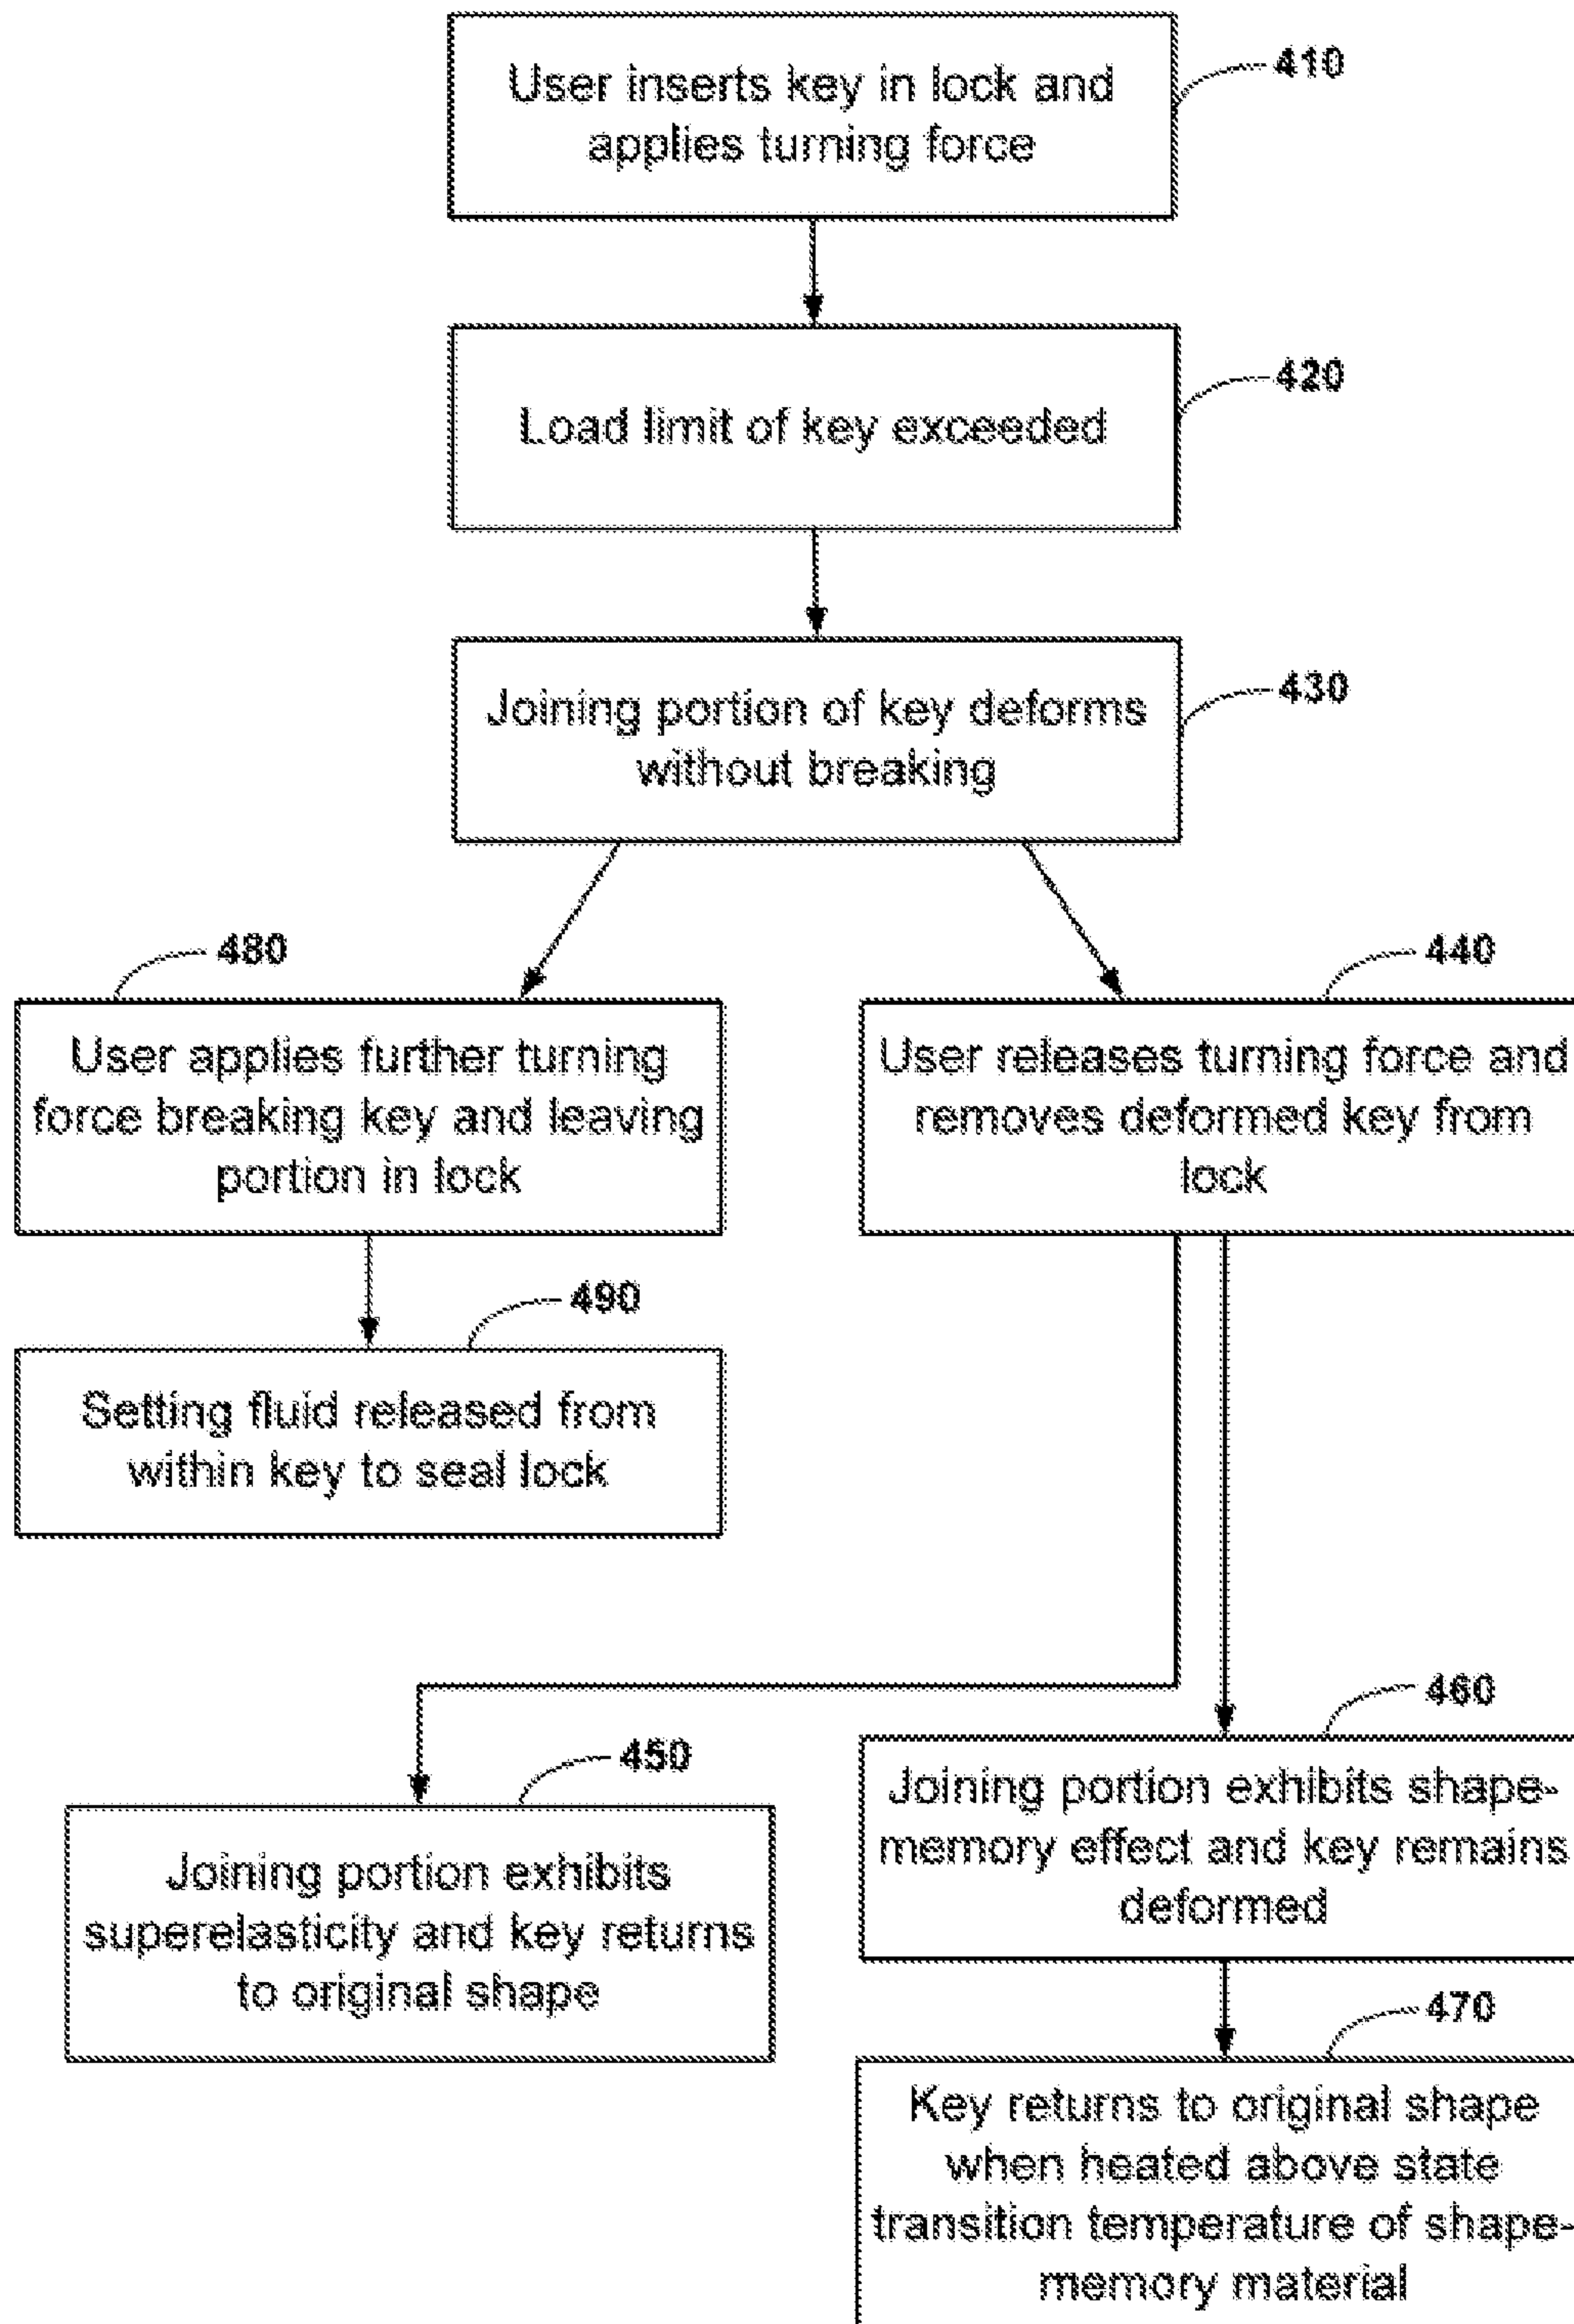 User inserts key in lock and
applies turning force
410
Load limit of key exceeded
420
Joining portion of key deforms
without breaking
430
480
User applies further turning
force breaking key and leaving
portion in lock
440
User releases turning force and
removes deformed key from
lock
490
Setting fluid released from
within key to seal lock
450
Joining portion exhibits
superelasticity and key returns
to original shape
460
Joining portion exhibits shape-
memory effect and key remains
deformed
470
Key returns to original shape
when heated above state
transition temperature of shape-
memory material